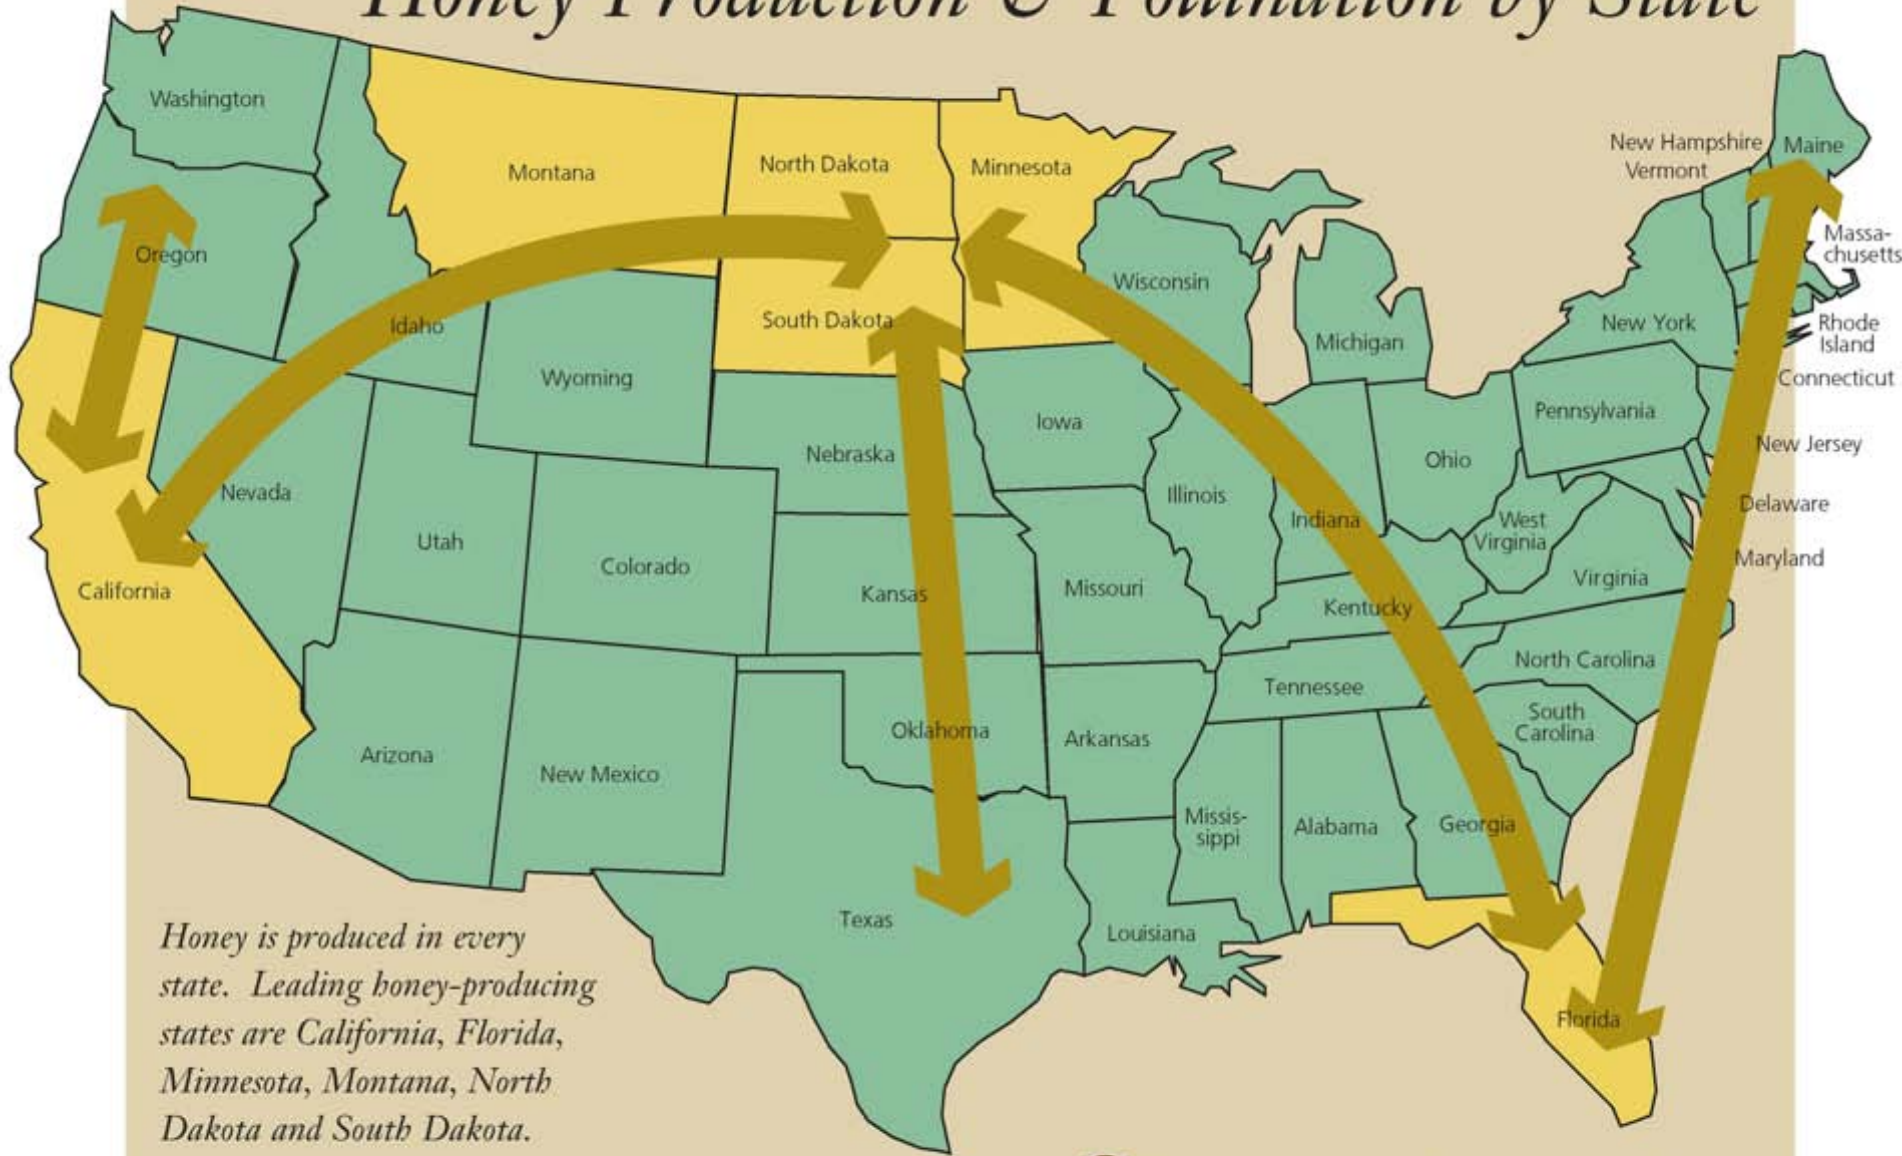 Honey Production & Pollination by State
Washington
Montana
North Dakota
Minnesota
New Hampshire
Maine
Vermont
Oregon
Massa-
chusetts
Wisconsin
Idaho
South Dakota
Michigan
New York
Rhode
Island
Wyoming
Connecticut
Iowa
Pennsylvania
Nebraska
New Jersey
Ohio
Nevada
Illinois
Delaware
Indiana
West
Virginia
Utah
Colorado
Maryland
California
Kansas
Missouri
Virginia
Kentucky
North Carolina
Tennessee
South
Carolina
Oklahoma
Arkansas
Arizona
New Mexico
Missis-
sippi
Alabama
Georgia
Texas
Louisiana
Florida
Honey is produced in every
state. Leading honey-producing
states are California, Florida,
Minnesota, Montana, North
Dakota and South Dakota.